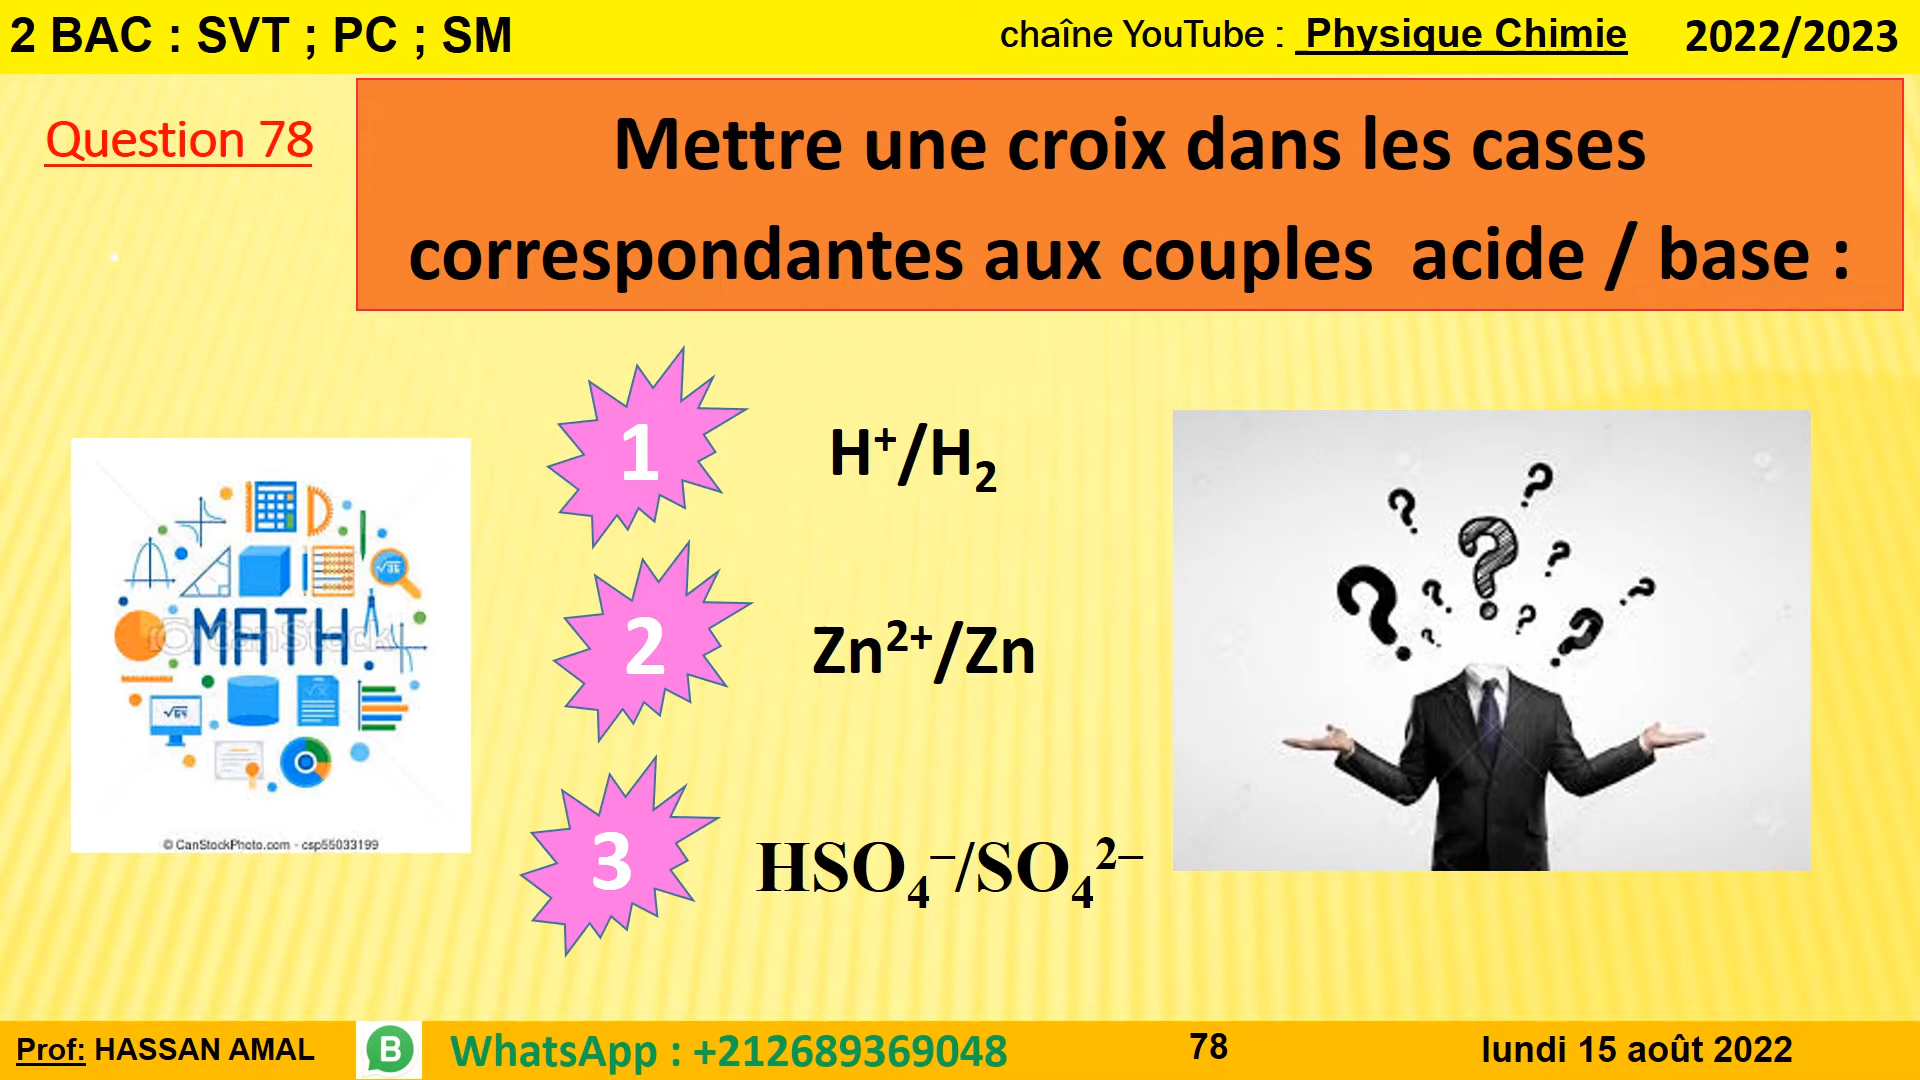 2 BAC : SVT ; PC ; SM
chaîne YouTube : Physique Chimie
2022/2023
Question 78
Mettre une croix dans les cases
correspondantes aux couples acide / base :
1
H⁺/H₂
2
Zn²⁺/Zn
3
HSO₄⁻/SO₄²⁻
MATH
© CanStockPhoto.com - csp55033199
Prof: HASSAN AMAL
B
WhatsApp : +212689369048
78
lundi 15 août 2022